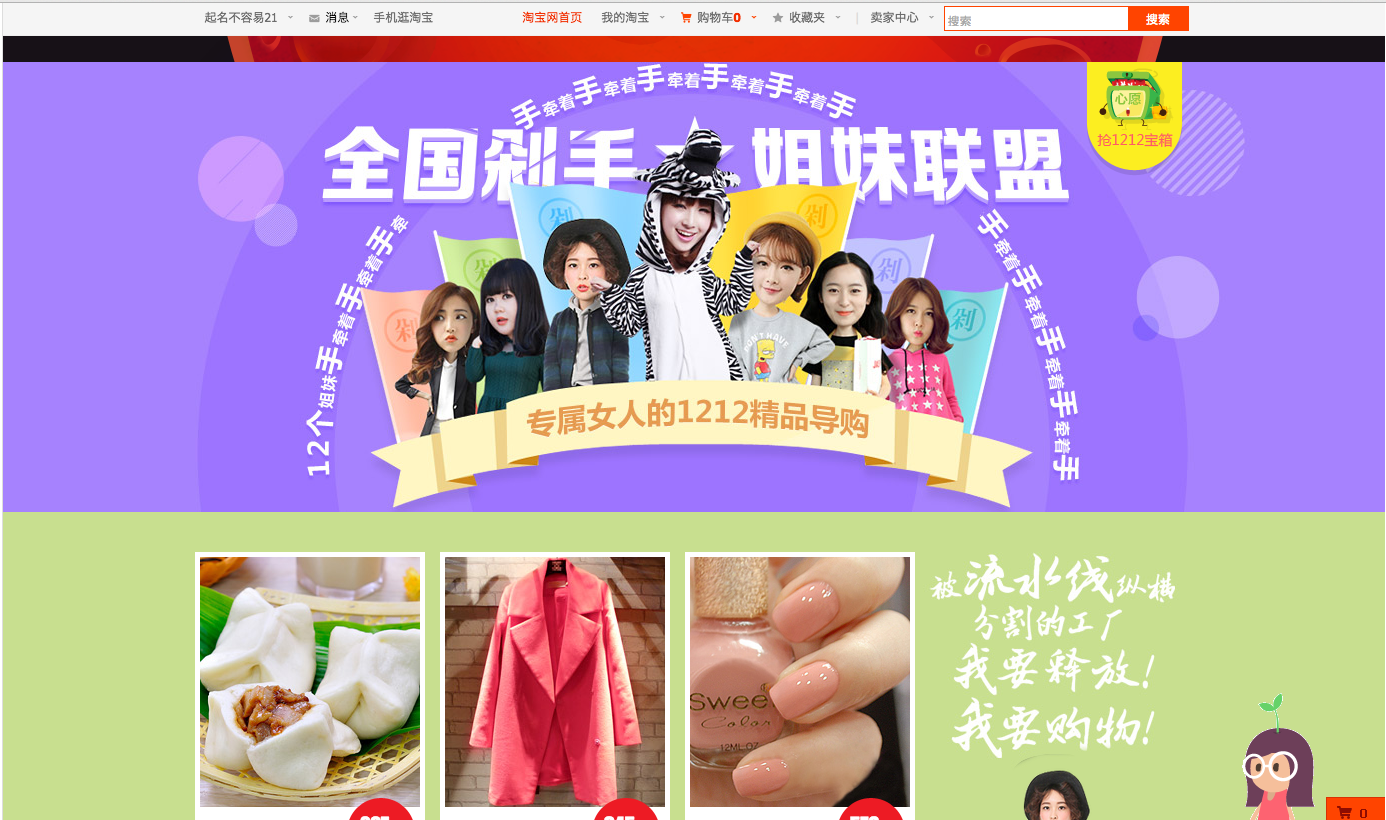 起名不容易21 消息 手机逛淘宝 淘宝网首页 我的淘宝 购物车0 收藏夹 卖家中心 搜索 搜索
12个姐妹手牵着手牵着手牵着手牵
手牵着手牵着手牵着手牵着手牵着手
手牵着手牵着手牵着手牵着手
全国剁手 姐妹联盟
心愿
抢1212宝箱
剁 剁
剁 剁
剁 剁
DON'T HAVE
专属女人的1212精品导购
Sweet
Color
12ML.OZ
被流水线纵横
分割的工厂
我要释放!
我要购物!
0